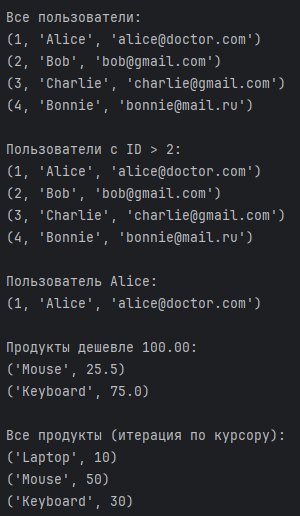 Все пользователи:
(1, 'Alice', 'alice@doctor.com')
(2, 'Bob', 'bob@gmail.com')
(3, 'Charlie', 'charlie@gmail.com')
(4, 'Bonnie', 'bonnie@mail.ru')
Пользователи с ID > 2:
(1, 'Alice', 'alice@doctor.com')
(2, 'Bob', 'bob@gmail.com')
(3, 'Charlie', 'charlie@gmail.com')
(4, 'Bonnie', 'bonnie@mail.ru')
Пользователь Alice:
(1, 'Alice', 'alice@doctor.com')
Продукты дешевле 100.00:
('Mouse', 25.5)
('Keyboard', 75.0)
Все продукты (итерация по курсору):
('Laptop', 10)
('Mouse', 50)
('Keyboard', 30)